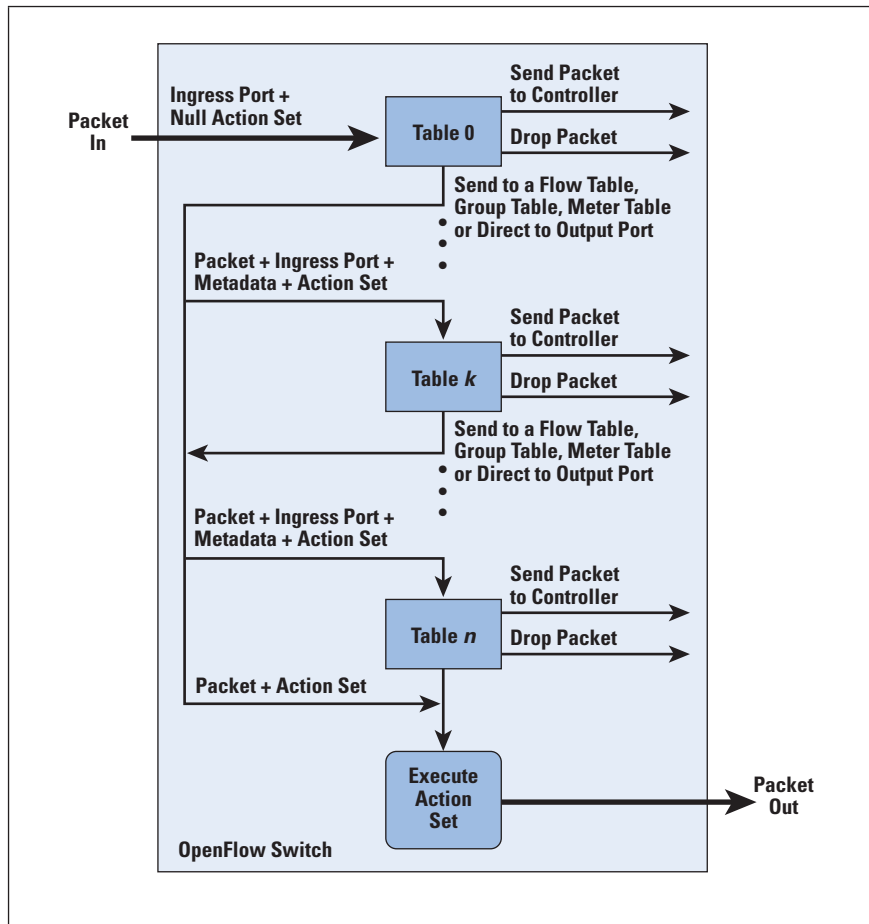 Packet
In
Ingress Port +
Null Action Set
Table 0
Send Packet
to Controller
Drop Packet
Send to a Flow Table,
Group Table, Meter Table
or Direct to Output Port
Packet + Ingress Port +
Metadata + Action Set
Table k
Send Packet
to Controller
Drop Packet
Send to a Flow Table,
Group Table, Meter Table
or Direct to Output Port
Packet + Ingress Port +
Metadata + Action Set
Table n
Send Packet
to Controller
Drop Packet
Packet + Action Set
Execute
Action
Set
Packet
Out
OpenFlow Switch